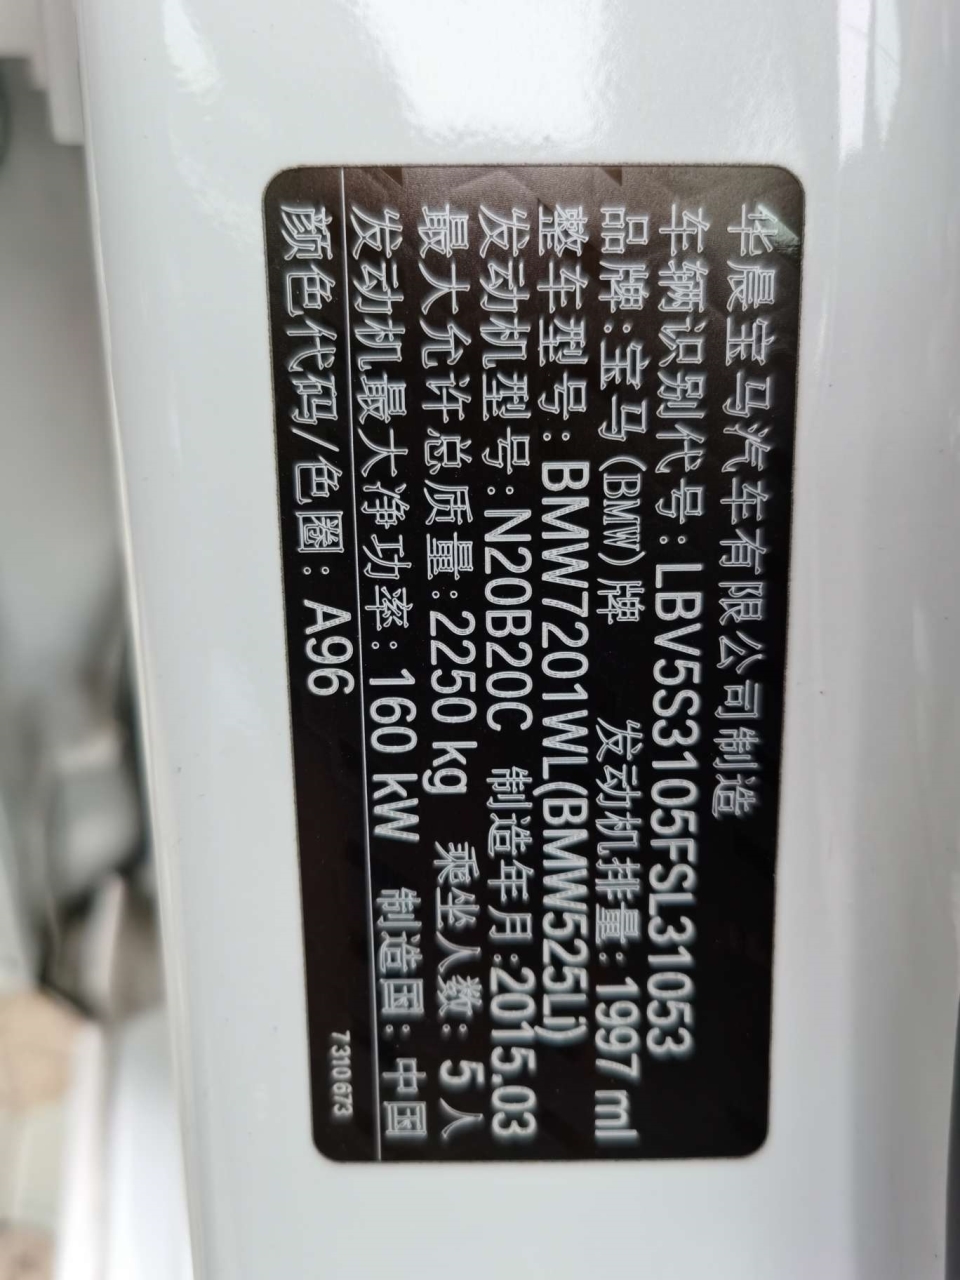 华晨宝马汽车有限公司制造
车辆识别代号:LBV5S3105FSL31053
品牌:宝马(BMW)牌 发动机排量:1997 ml
整车型号:BMW7201WL(BMW525Li)
发动机型号:N20B20C 制造年月:2015.03
最大允许总质量:2250 kg 乘坐人数:5人
发动机最大净功率:160 kW 制造国:中国
颜色代码/色圈:A96
7310673